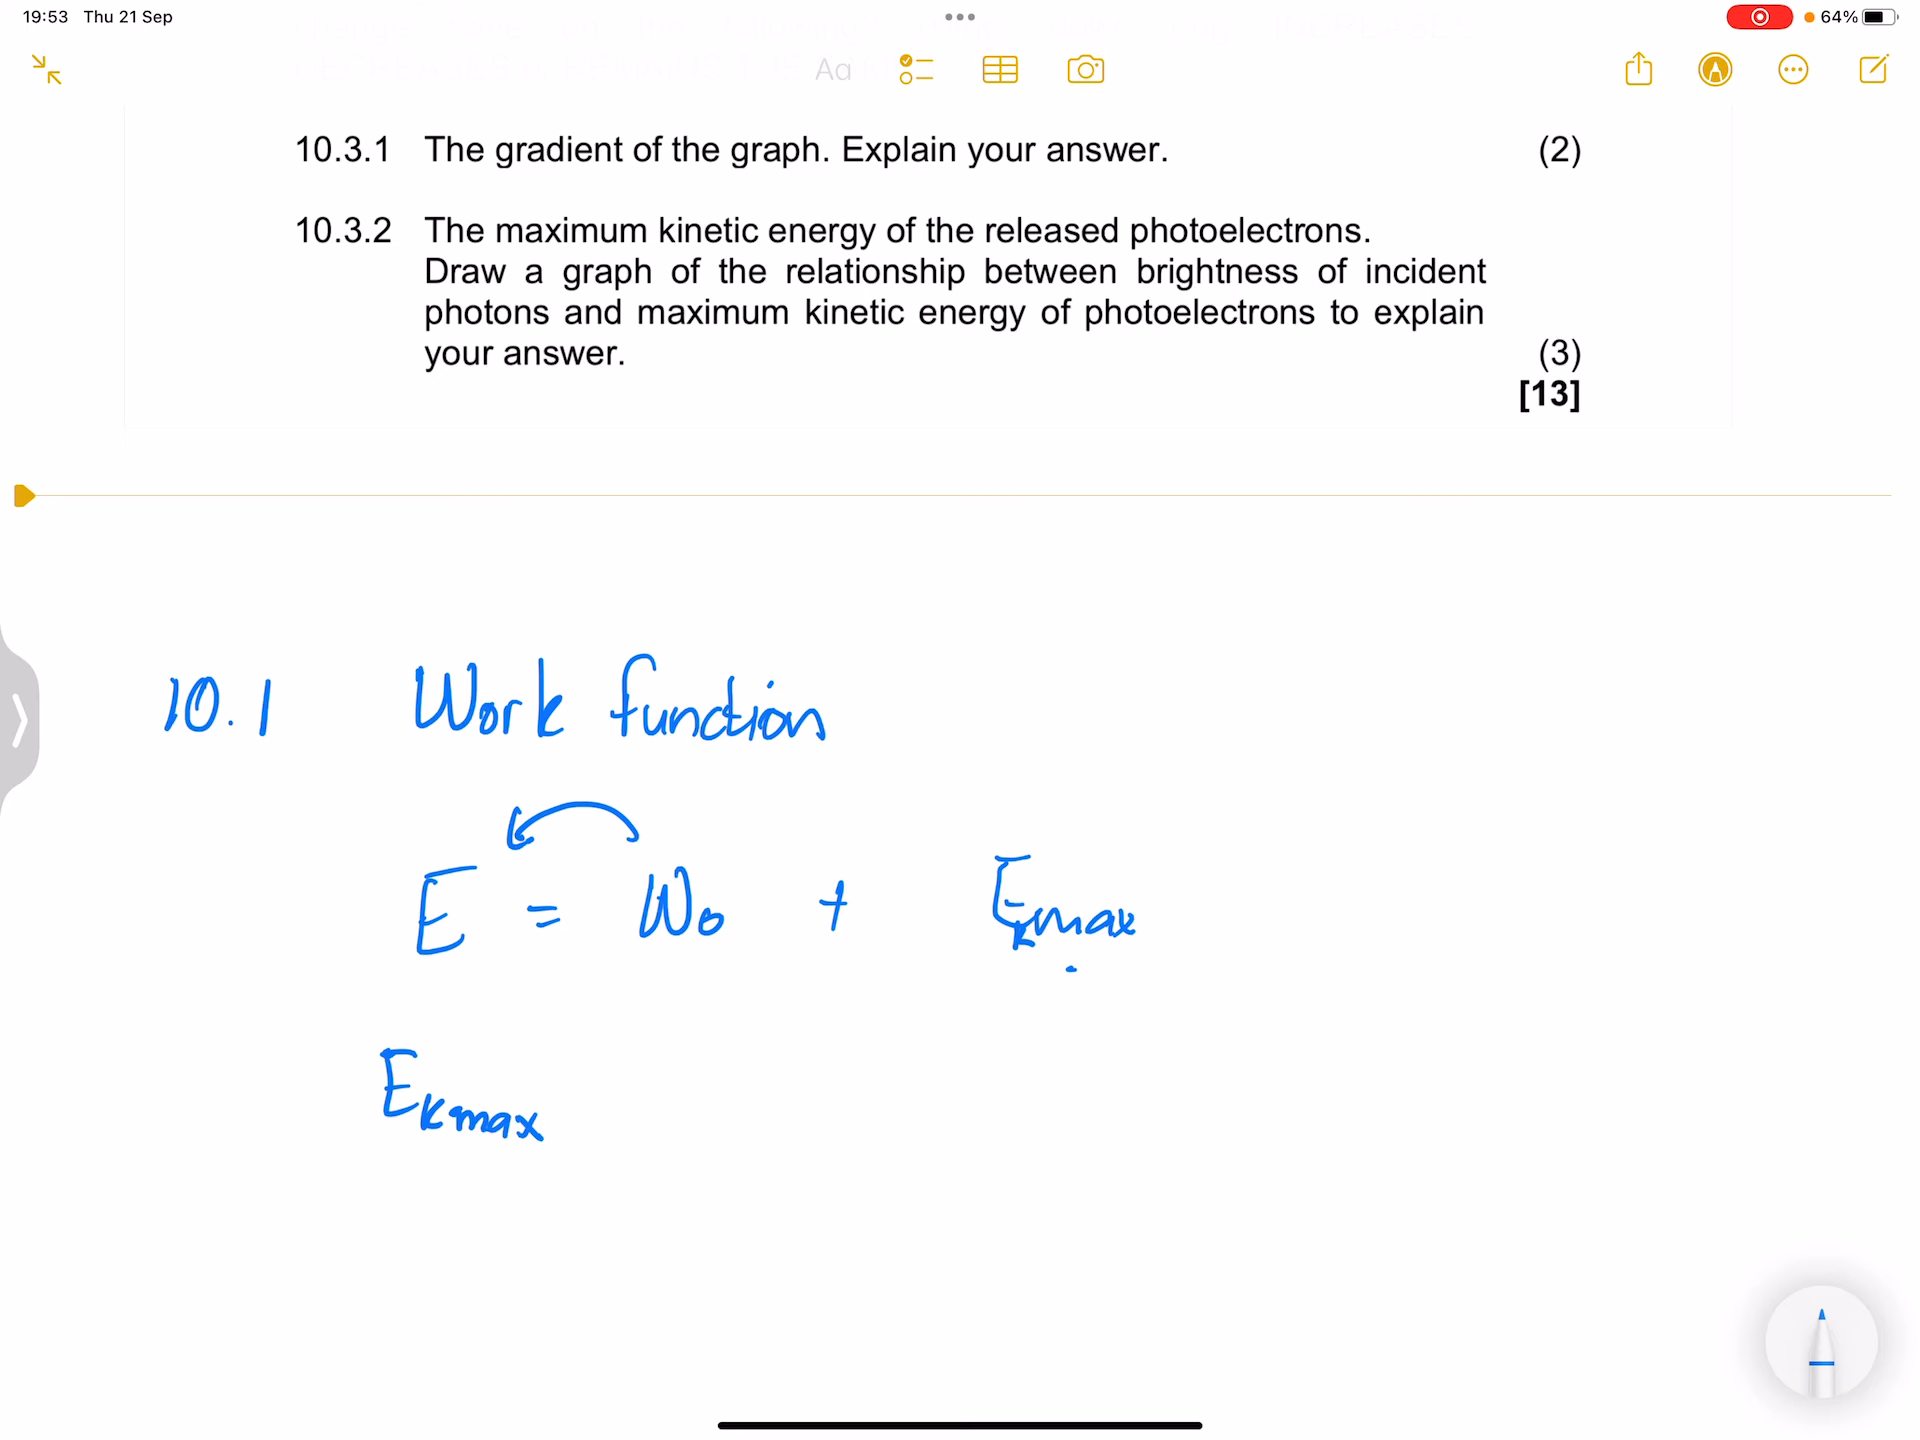 19:53 Thu 21 Sep
64%
Aa
10.3.1 The gradient of the graph. Explain your answer. (2)
10.3.2 The maximum kinetic energy of the released photoelectrons.
Draw a graph of the relationship between brightness of incident
photons and maximum kinetic energy of photoelectrons to explain
your answer. (3)
[13]
10.1 Work function
E = W₀ + Ekmax
Ekmax